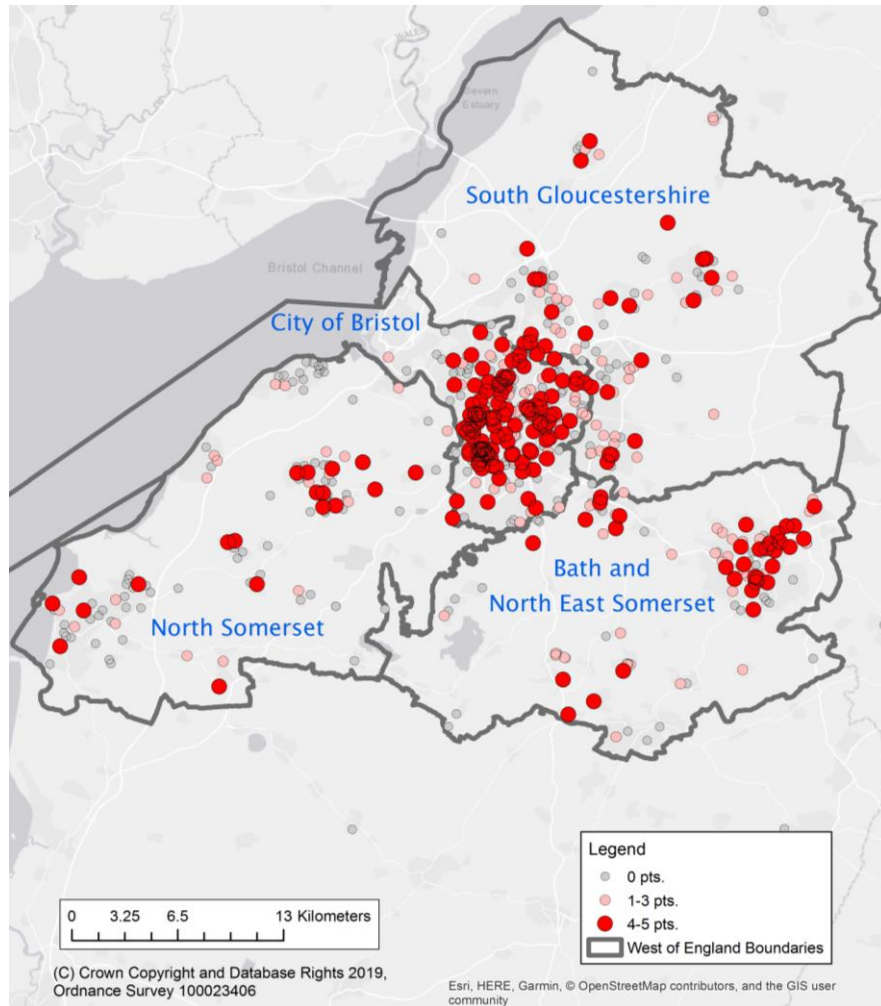 WALES
Severn
Estuary
South Gloucestershire
Bristol Channel
City of Bristol
Bath and
North East Somerset
North Somerset
Legend
0 pts.
1-3 pts.
4-5 pts.
West of England Boundaries
0 3.25 6.5 13 Kilometers
(C) Crown Copyright and Database Rights 2019,
Ordnance Survey 100023406
Esri, HERE, Garmin, © OpenStreetMap contributors, and the GIS user
community